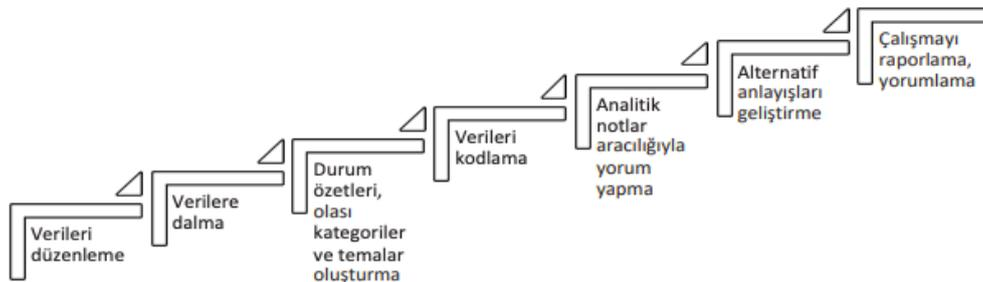 Verileri
düzenleme
Verilere
dalma
Durum
özetleri,
olası
kategoriler
ve temalar
oluşturma
Verileri
kodlama
Analitik
notlar
aracılığıyla
yorum
yapma
Alternatif
anlayışları
geliştirme
Çalışmayı
raporlama,
yorumlama